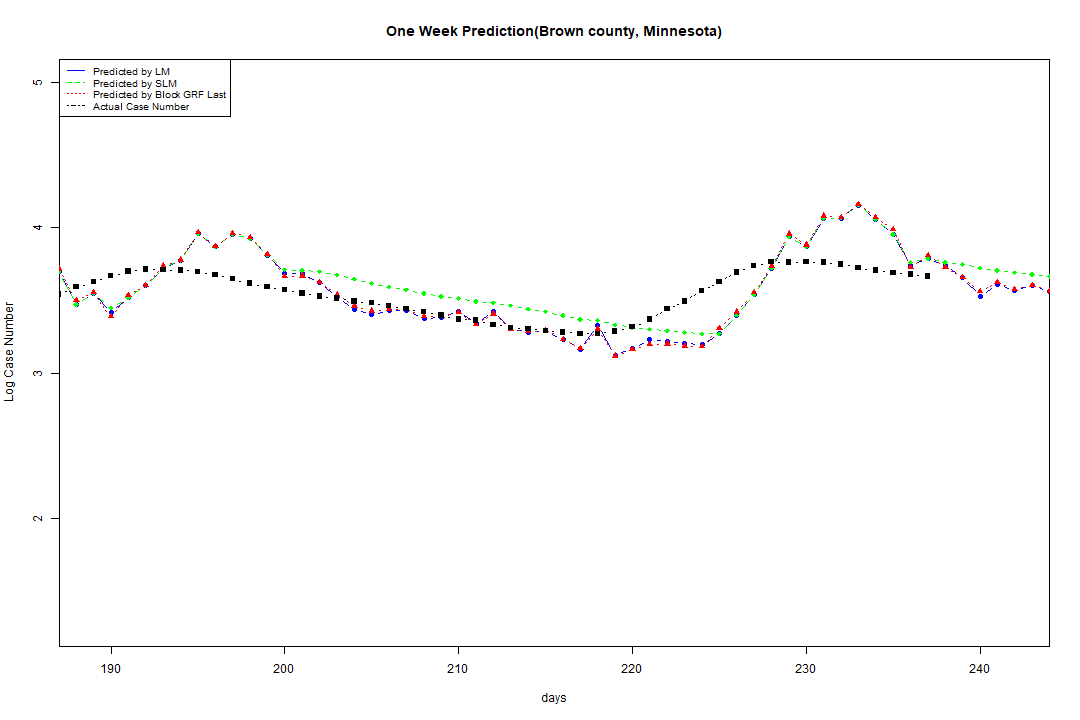 One Week Prediction(Brown county, Minnesota)
Predicted by LM
Predicted by SLM
Predicted by Block GRF Last
Actual Case Number
5
4
3
2
Log Case Number
190 200 210 220 230 240
days